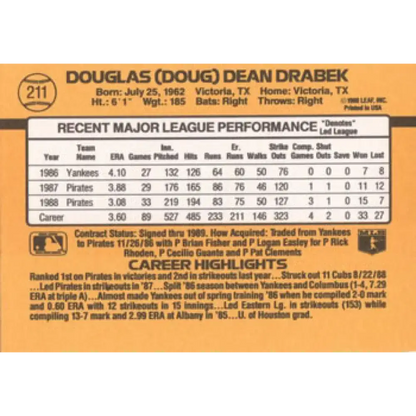 211
DOUGLAS (DOUG) DEAN DRABEK
Born: July 25, 1962 Victoria, TX Home: Victoria, TX
Ht.: 6'1" Wgt.: 185 Bats: Right Throws: Right
©1988 LEAF, INC.
Printed in USA
RECENT MAJOR LEAGUE PERFORMANCE "Denotes" Led League
Year Team Name ERA Games Inn. Pitched Hits Runs Er. Runs Walks Strike Outs Comp. Games Shut Outs Save Won Lost
1986 Yankees 4.10 27 132 126 64 60 50 76 0 0 0 7 8
1987 Pirates 3.88 29 176 165 86 76 46 120 1 1 0 11 12
1988 Pirates 3.08 33 219 194 83 75 50 127 3 1 0 15 7
Career 3.60 89 527 485 233 211 146 323 4 2 0 33 27
Contract Status: Signed thru 1989. How Acquired: Traded from Yankees
to Pirates 11/26/86 with P Brian Fisher and P Logan Easley for P Rick
Rhoden, P Cecilio Guante and P Pat Clements
CAREER HIGHLIGHTS
Ranked 1st on Pirates in victories and 2nd in strikeouts last year...Struck out 11 Cubs 8/22/88
...Led Pirates in strikeouts in '87...Split '86 season between Yankees and Columbus (1-4, 7.29
ERA at triple A)...Almost made Yankees out of spring training '86 when he compiled 2-0 mark
and 0.60 ERA with 12 strikeouts in 15 innings...Led Eastern Lg. in strikeouts (153) while
compiling 13-7 mark and 2.99 ERA at Albany in '85...U. of Houston grad.